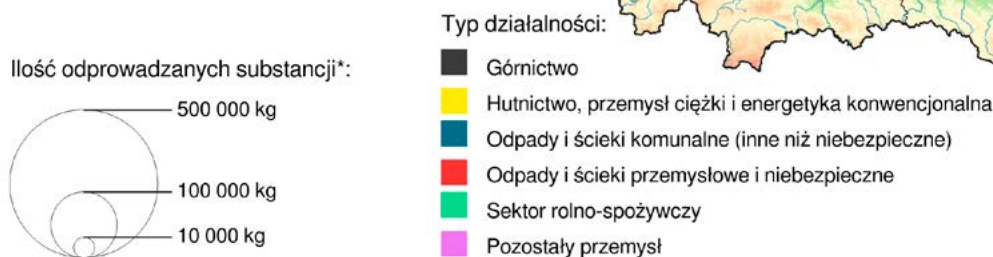 Ilość odprowadzanych substancji*:
500 000 kg
100 000 kg
10 000 kg
Typ działalności:
Górnictwo
Hutnictwo, przemysł ciężki i energetyka konwencjonalna
Odpady i ścieki komunalne (inne niż niebezpieczne)
Odpady i ścieki przemysłowe i niebezpieczne
Sektor rolno-spożywczy
Pozostały przemysł